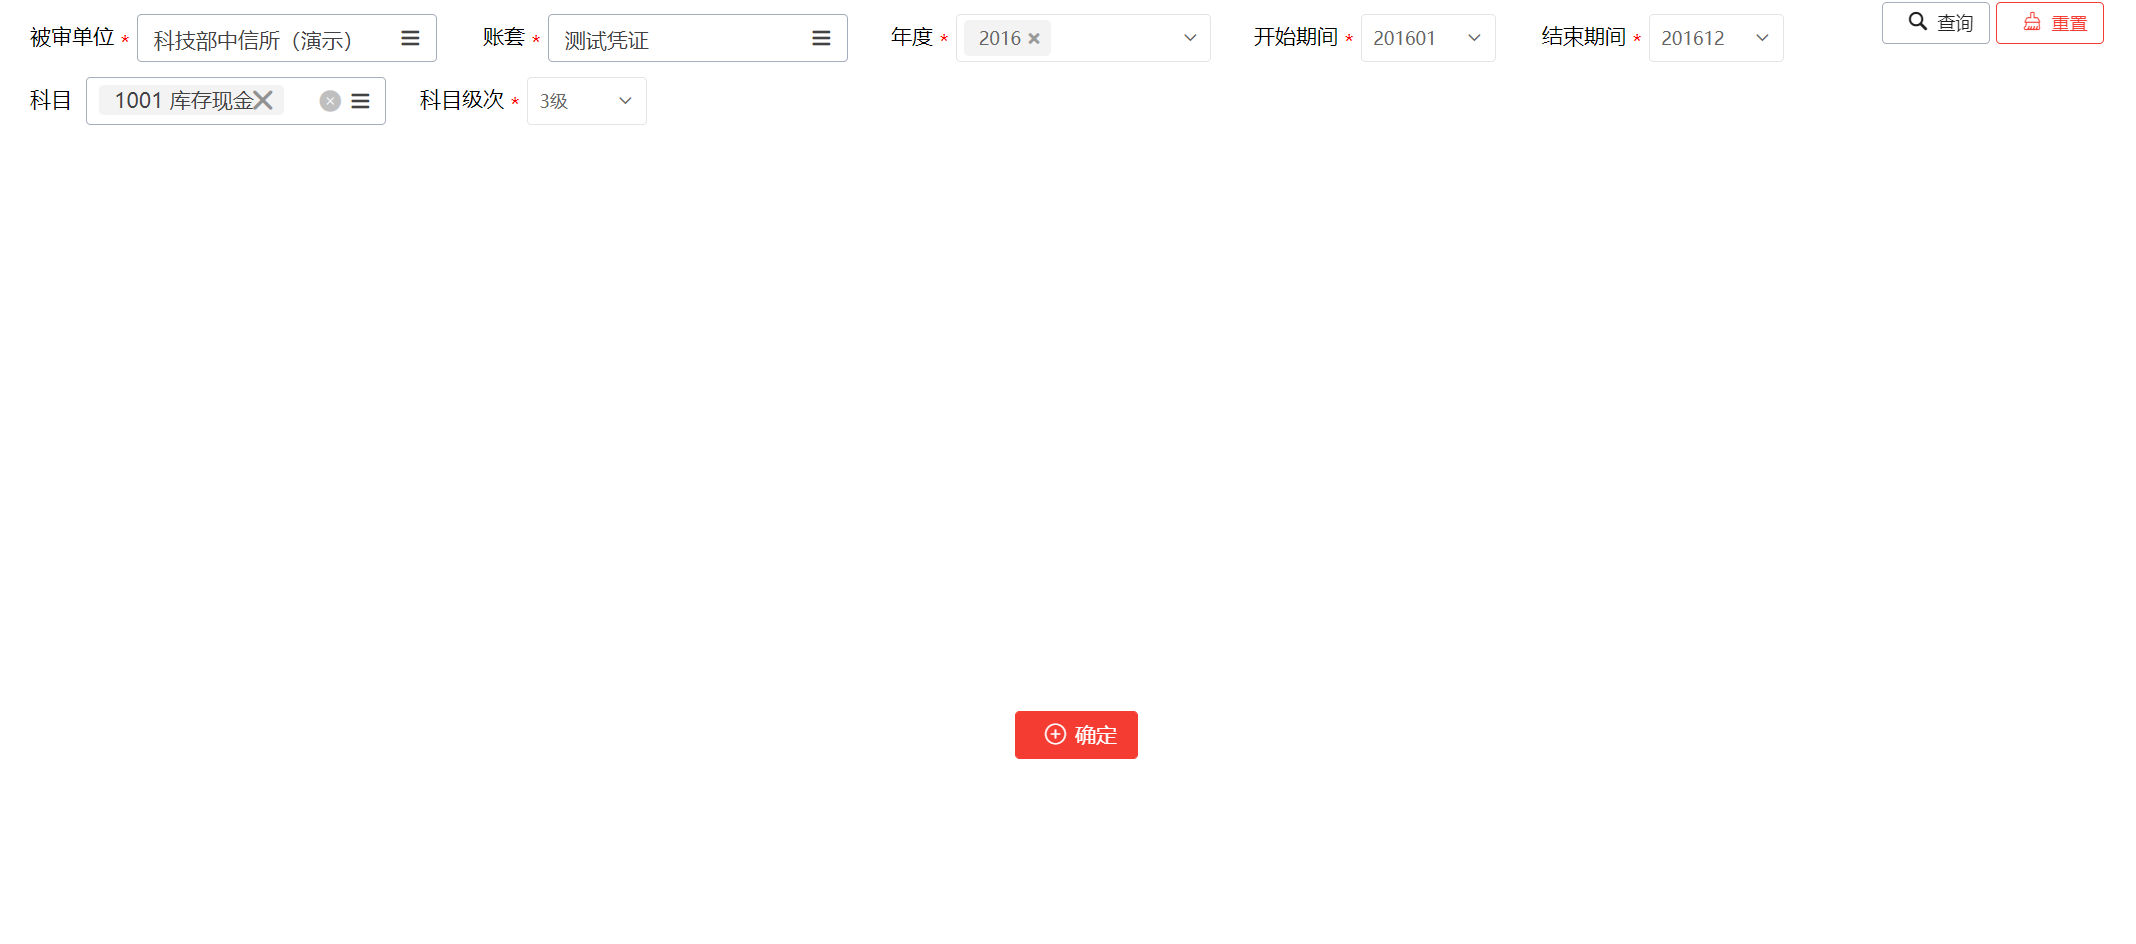 被审单位 * 科技部中信所（演示） 账套 * 测试凭证 年度 * 2016 开始期间 * 201601 结束期间 * 201612 查询 重置
科目 1001 库存现金 科目级次 * 3级
确定